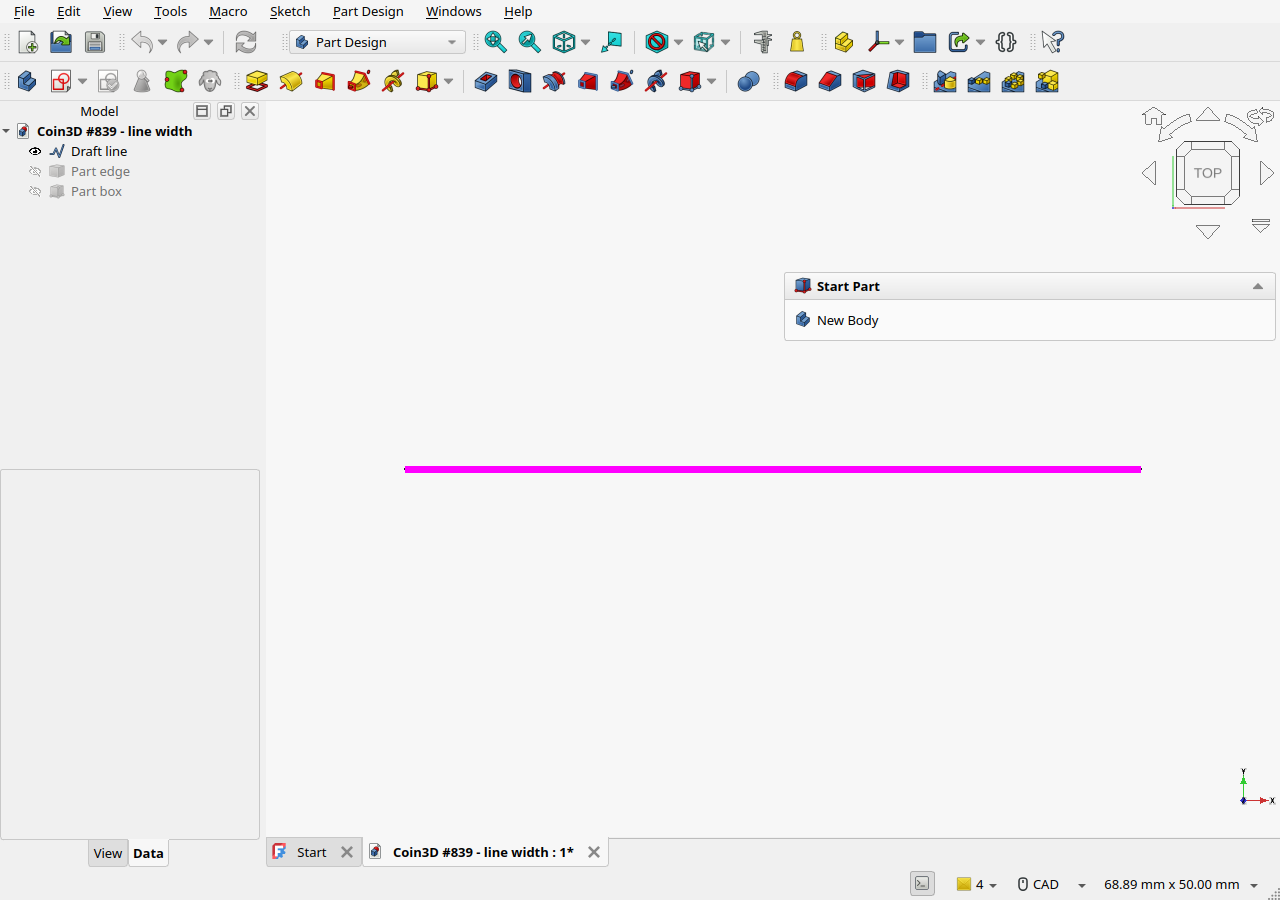 File Edit View Tools Macro Sketch Part Design Windows Help
Part Design
Model
Coin3D #839 - line width
Draft line
Part edge
Part box
TOP
Start Part
New Body
Y
X
View Data
Start
Coin3D #839 - line width : 1*
4
CAD
68.89 mm x 50.00 mm